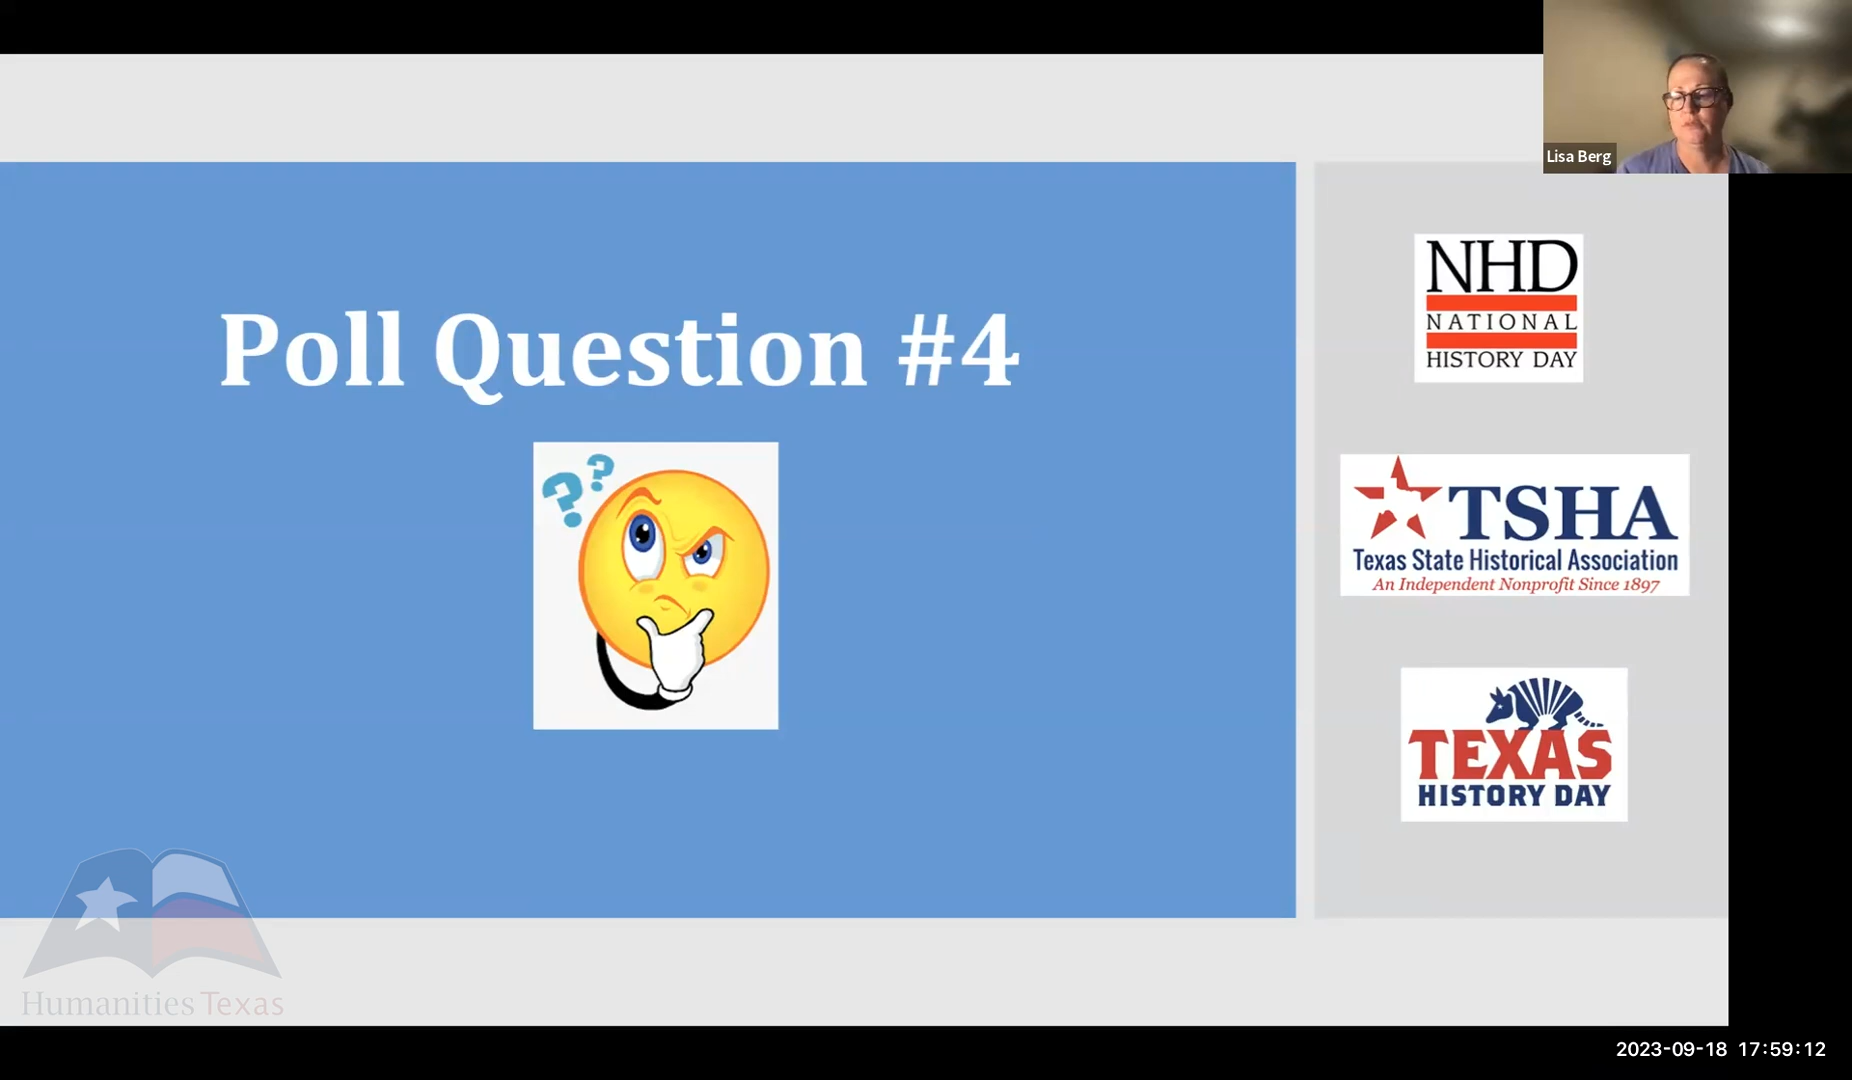 Lisa Berg
Poll Question #4
??
NHD
NATIONAL
HISTORY DAY
TSHA
Texas State Historical Association
An Independent Nonprofit Since 1897
TEXAS
HISTORY DAY
Humanities Texas
2023-09-18 17:59:12